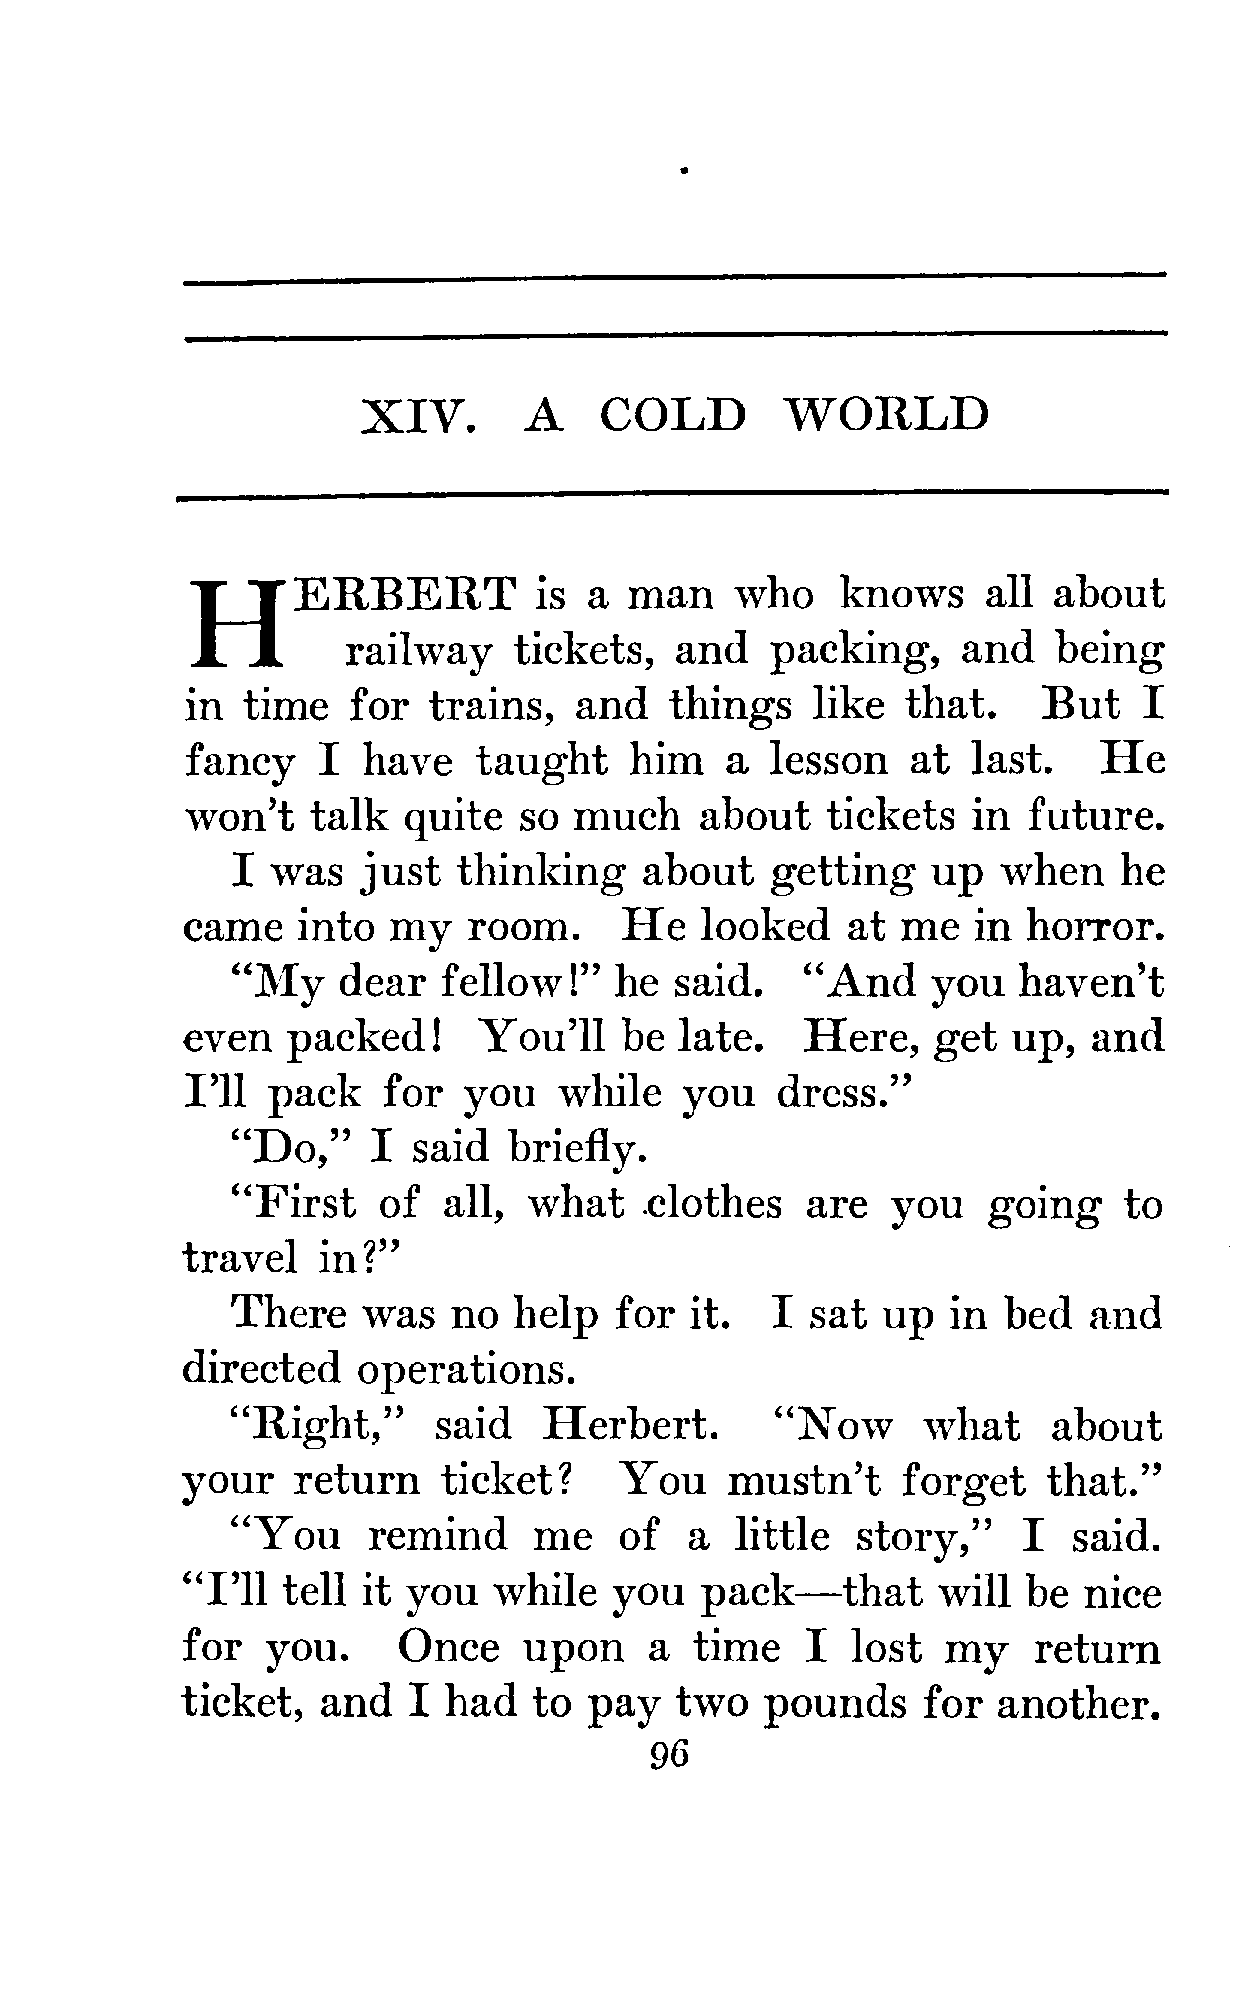 XIV. A COLD WORLD
HERBERT is a man who knows all about
railway tickets, and packing, and being
in time for trains, and things like that. But I
fancy I have taught him a lesson at last. He
won't talk quite so much about tickets in future.
I was just thinking about getting up when he
came into my room. He looked at me in horror.
"My dear fellow!" he said. "And you haven't
even packed! You'll be late. Here, get up, and
I'll pack for you while you dress."
"Do," I said briefly.
"First of all, what clothes are you going to
travel in?"
There was no help for it. I sat up in bed and
directed operations.
"Right," said Herbert. "Now what about
your return ticket? You mustn't forget that."
"You remind me of a little story," I said.
"I'll tell it you while you pack—that will be nice
for you. Once upon a time I lost my return
ticket, and I had to pay two pounds for another.
96